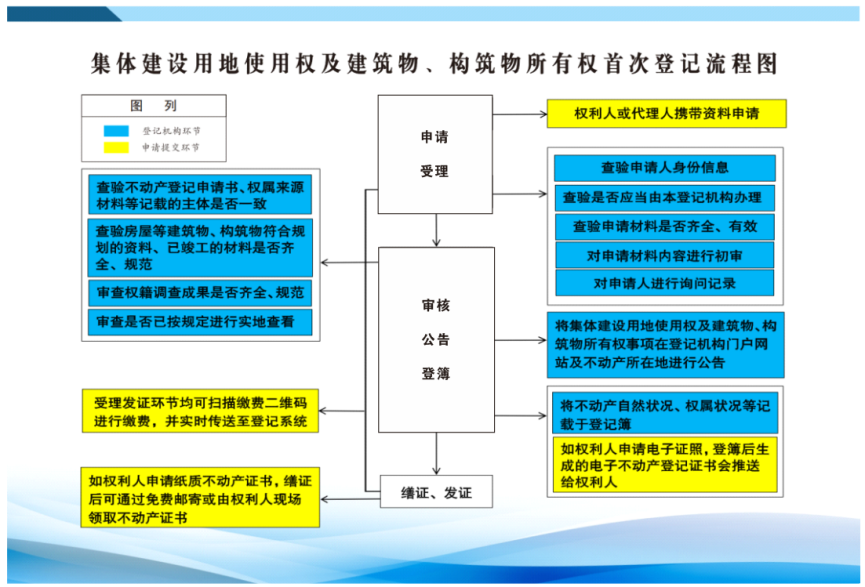 集体建设用地使用权及建筑物、构筑物所有权首次登记流程图
图 列
登记机构环节
申请提交环节
申请
受理
权利人或代理人携带资料申请
查验申请人身份信息
查验是否应当由本登记机构办理
查验申请材料是否齐全、有效
对申请材料内容进行初审
对申请人进行询问记录
查验不动产登记申请书、权属来源
材料等记载的主体是否一致
查验房屋等建筑物、构筑物符合规
划的资料、已竣工的材料是否齐
全、规范
审查权籍调查成果是否齐全、规范
审查是否已按规定进行实地查看
审核
公告
登簿
将集体建设用地使用权及建筑物、构
筑物所有权事项在登记机构门户网
站及不动产所在地进行公告
将不动产自然状况、权属状况等记
载于登记簿
如权利人申请电子证照，登簿后生
成的电子不动产登记证书会推送
给权利人
受理发证环节均可扫描缴费二维码
进行缴费，并实时传送至登记系统
如权利人申请纸质不动产证书，缮证
后可通过免费邮寄或由权利人现场
领取不动产证书
缮证、发证